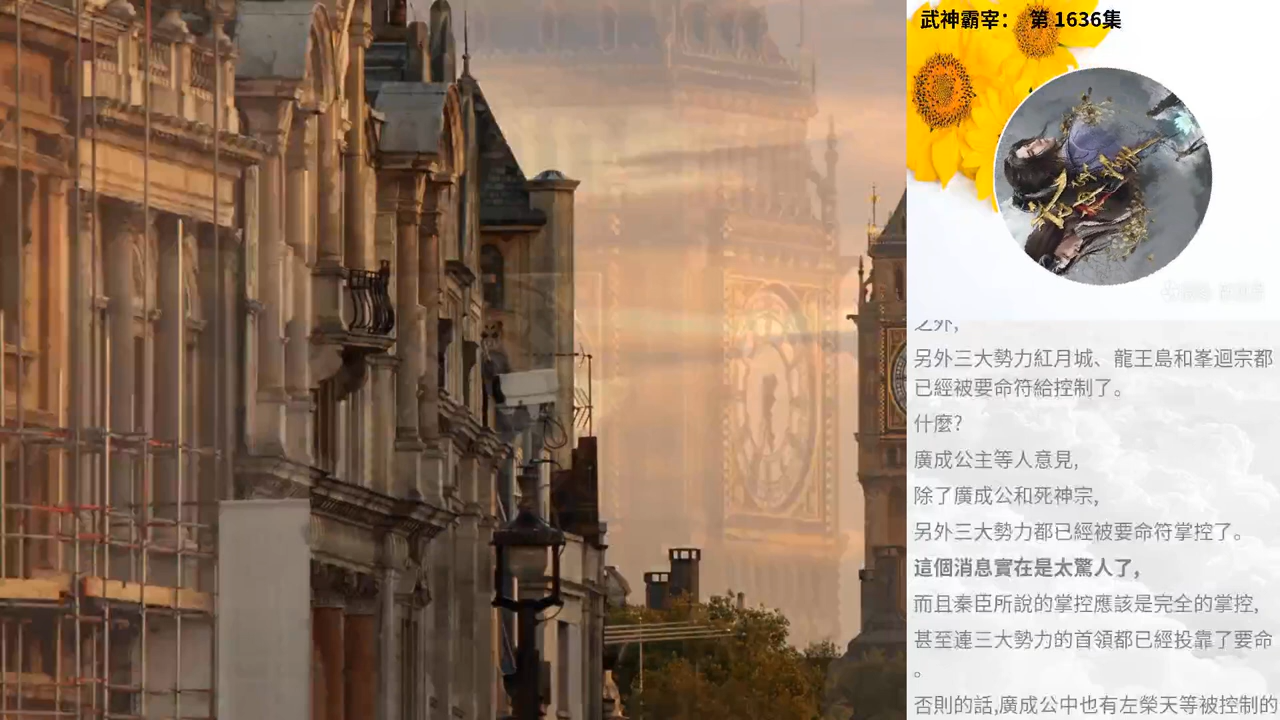 武神霸宰： 第 1636集
之外,
另外三大勢力紅月城、龍王島和峯迴宗都
已經被要命符給控制了。
什麼?
廣成公主等人意見,
除了廣成公和死神宗,
另外三大勢力都已經被要命符掌控了。
這個消息實在是太驚人了,
而且秦臣所說的掌控應該是完全的掌控,
甚至連三大勢力的首領都已經投靠了要命
。
否則的話,廣成公中也有左榮天等被控制的